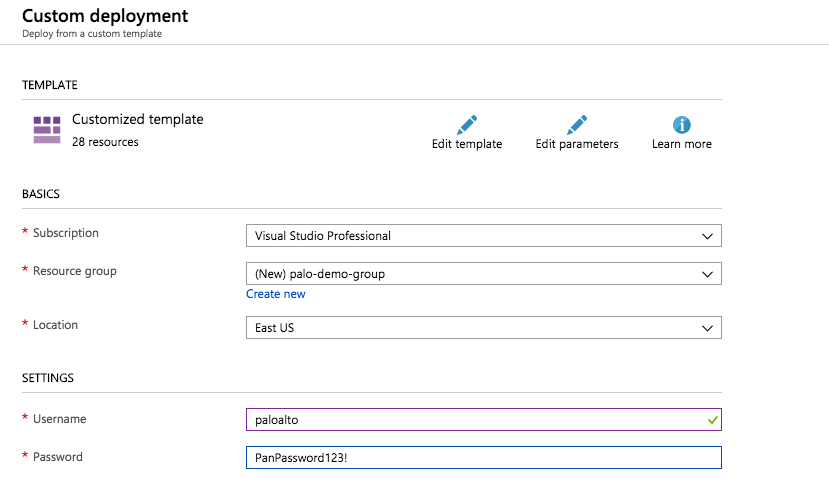 Custom deployment
Deploy from a custom template
TEMPLATE
Customized template
28 resources
Edit template
Edit parameters
Learn more
BASICS
* Subscription
Visual Studio Professional
* Resource group
(New) palo-demo-group
Create new
* Location
East US
SETTINGS
* Username
paloalto
* Password
PanPassword123!